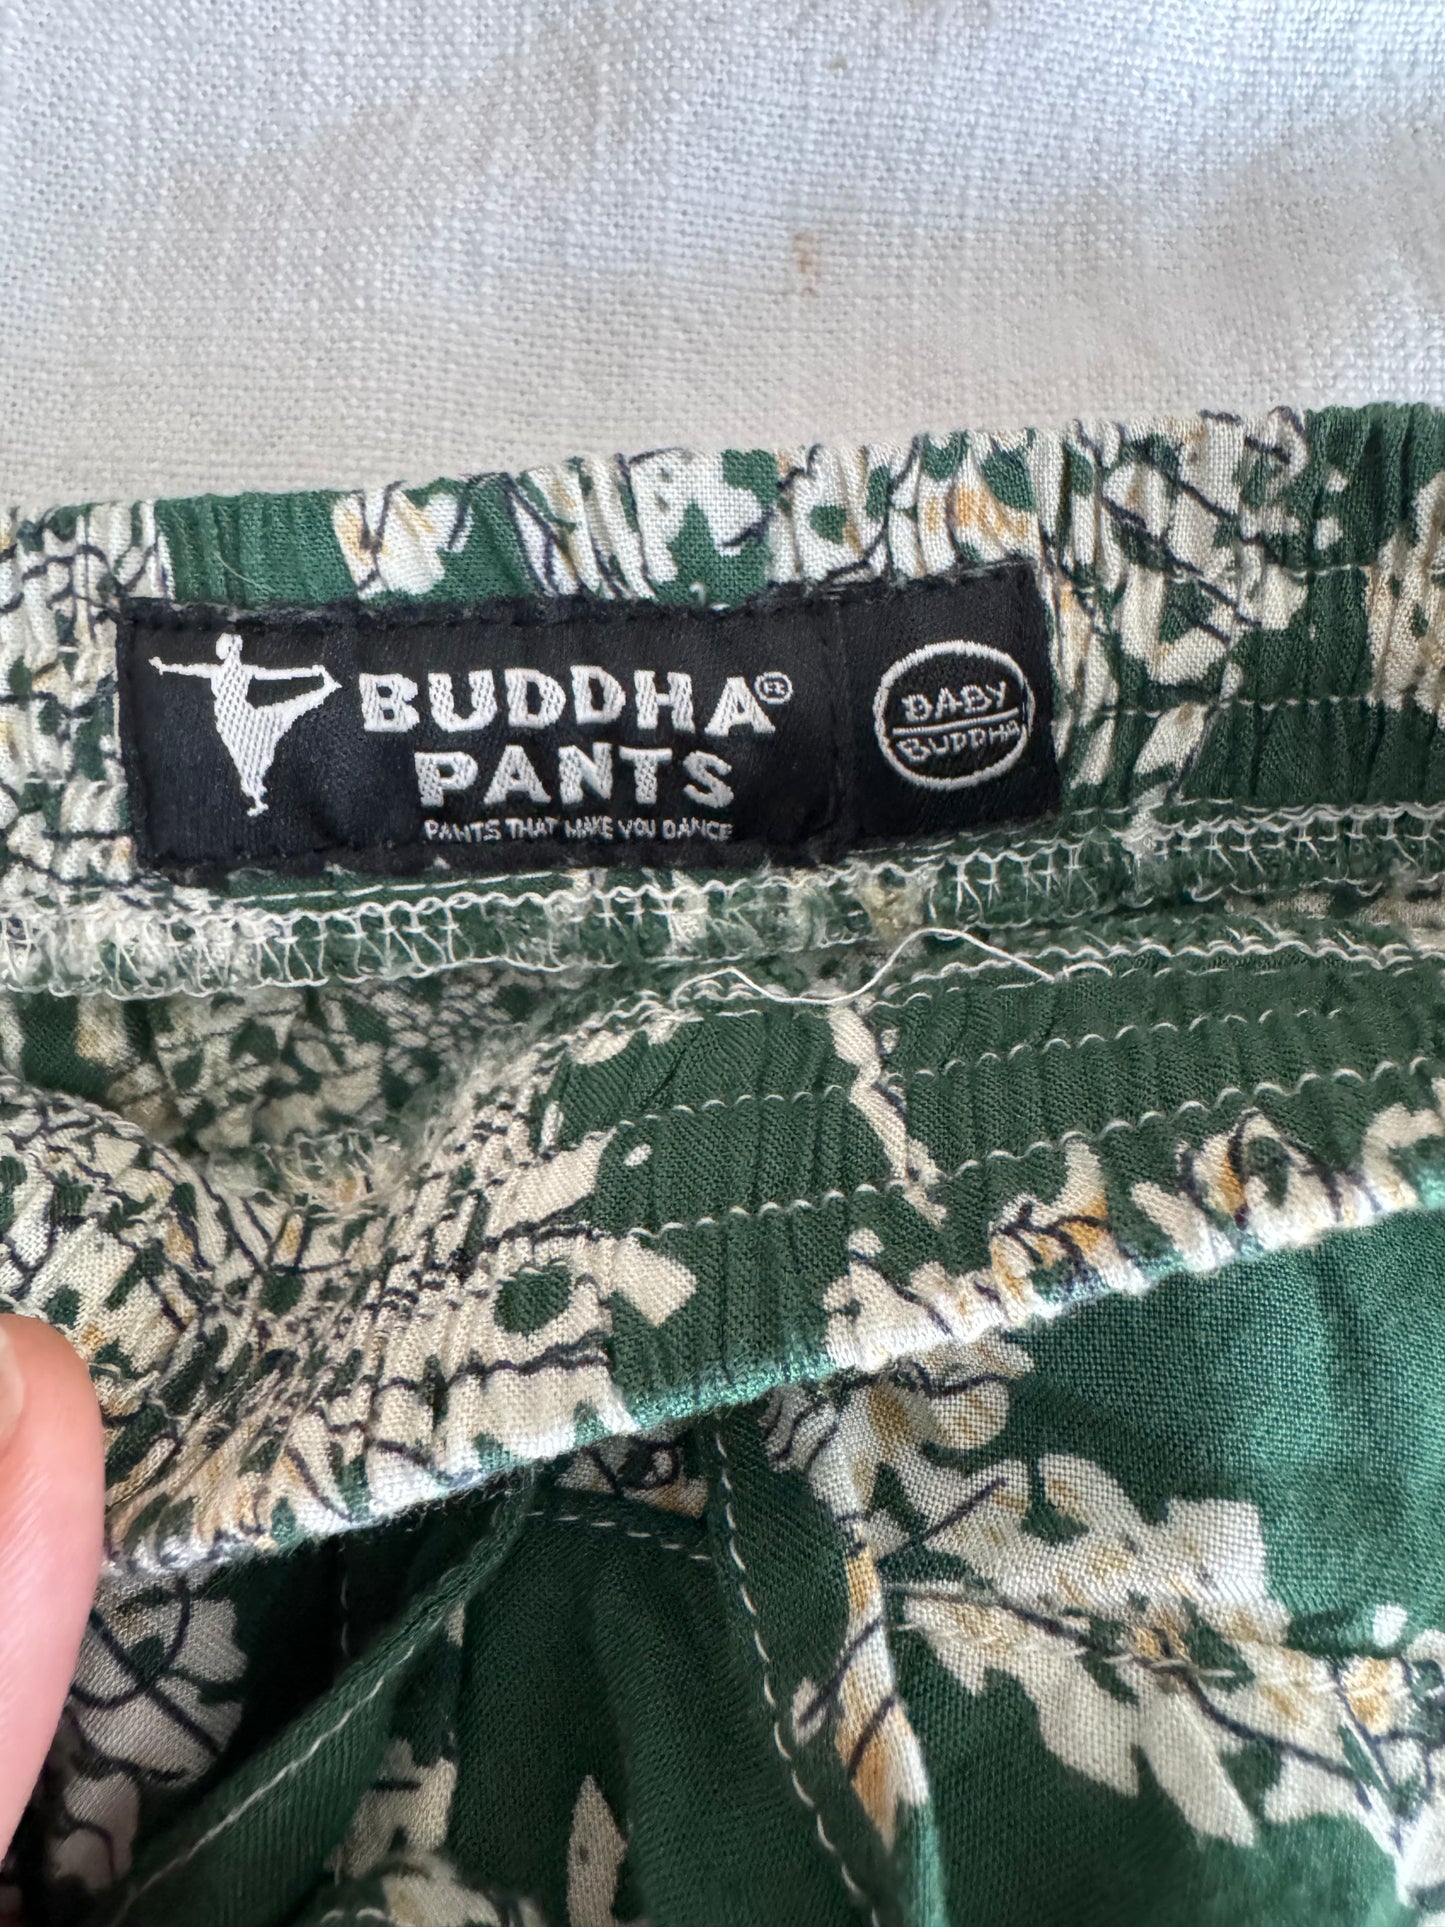 BUDDHA®
PANTS
PANTS THAT MAKE YOU DANCE
BABY
BUDDHA